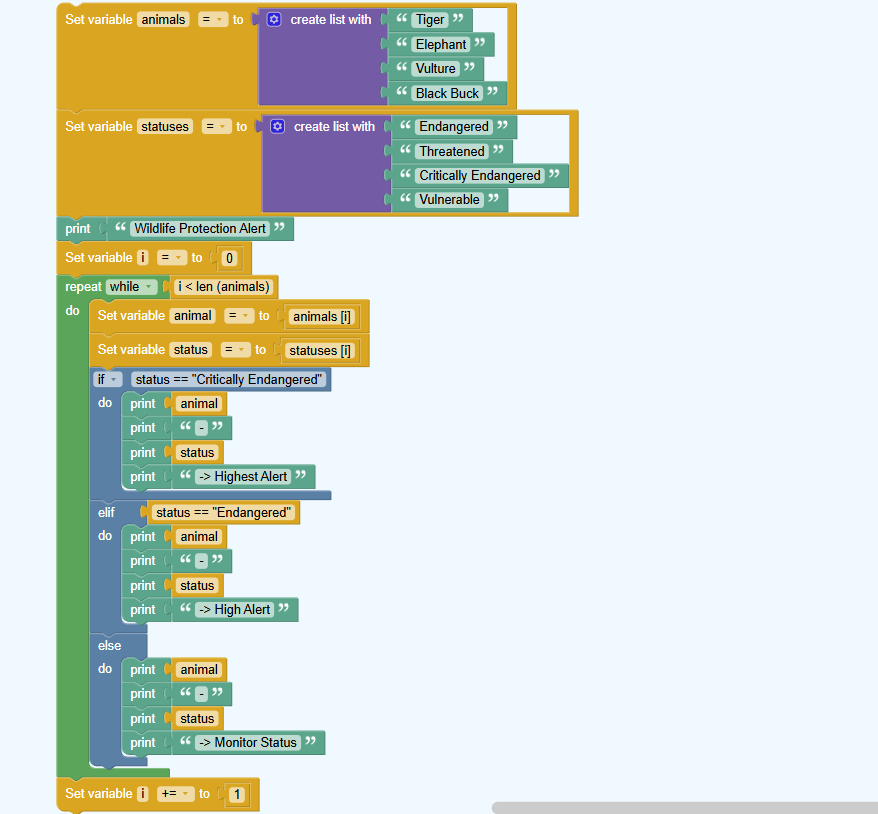 Set variable animals = to create list with “ Tiger ”
“ Elephant ”
“ Vulture ”
“ Black Buck ”
Set variable statuses = to create list with “ Endangered ”
“ Threatened ”
“ Critically Endangered ”
“ Vulnerable ”
print “ Wildlife Protection Alert ”
Set variable i = to 0
repeat while i < len (animals)
do Set variable animal = to animals [i]
Set variable status = to statuses [i]
if status == "Critically Endangered"
do print animal
print “ - ”
print status
print “ -> Highest Alert ”
elif status == "Endangered"
do print animal
print “ - ”
print status
print “ -> High Alert ”
else
do print animal
print “ - ”
print status
print “ -> Monitor Status ”
Set variable i += to 1